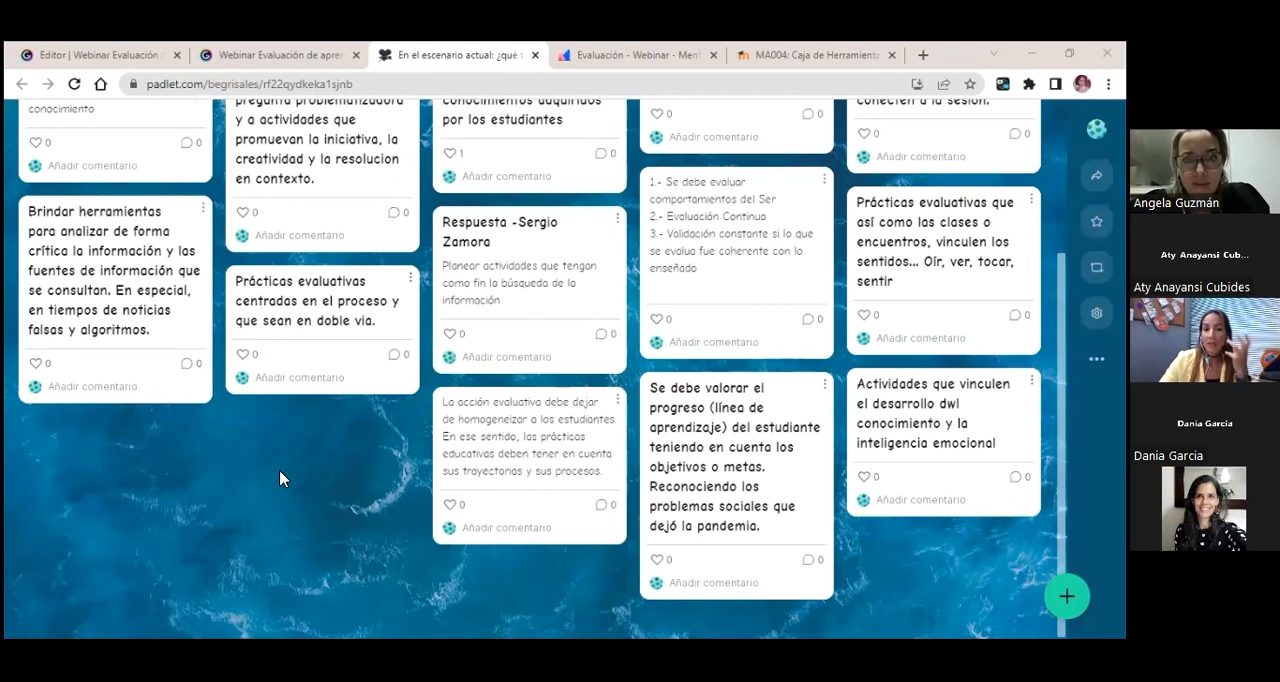 Editor | Webinar Evaluación
Webinar Evaluación de apren
En el escenario actual: ¿qué
Evaluación - Webinar - Ment
MA004: Caja de Herramienta
padlet.com/begrisales/rf22qydkeka1sjnb
conocimiento
0
0
Añadir comentario
Brindar herramientas
para analizar de forma
crítica la información y las
fuentes de información que
se consultan. En especial,
en tiempos de noticias
falsas y algoritmos.
0
0
Añadir comentario
pregunta problematizadora
y a actividades que
promuevan la iniciativa, la
creatividad y la resolucion
en contexto.
0
0
Añadir comentario
Prácticas evaluativas
centradas en el proceso y
que sean en doble via.
0
0
Añadir comentario
conocimientos adquiridos
por los estudiantes
1
0
Añadir comentario
Respuesta -Sergio
Zamora
Planear actividades que tengan
como fin la búsqueda de la
información
0
0
Añadir comentario
La acción evaluativa debe dejar
de homogeneizar a los estudiantes.
En ese sentido, las prácticas
educativas deben tener en cuenta
sus trayectorias y sus procesos.
0
0
Añadir comentario
0
0
Añadir comentario
1.- Se debe evaluar
comportamientos del Ser
2.- Evaluación Continua
3.- Validación constante si lo que
se evalua fue coherente con lo
enseñado
0
0
Añadir comentario
Se debe valorar el
progreso (línea de
aprendizaje) del estudiante
teniendo en cuenta los
objetivos o metas.
Reconociendo los
problemas sociales que
dejó la pandemia.
0
0
Añadir comentario
conecten a la sesión.
0
0
Añadir comentario
Prácticas evaluativas que
así como las clases o
encuentros, vinculen los
sentidos... Oír, ver, tocar,
sentir
0
0
Añadir comentario
Actividades que vinculen
el desarrollo dwl
conocimiento y la
inteligencia emocional
0
0
Añadir comentario
Angela Guzmán
Aty Anayansi Cub...
Aty Anayansi Cubides
Dania Garcia
Dania Garcia